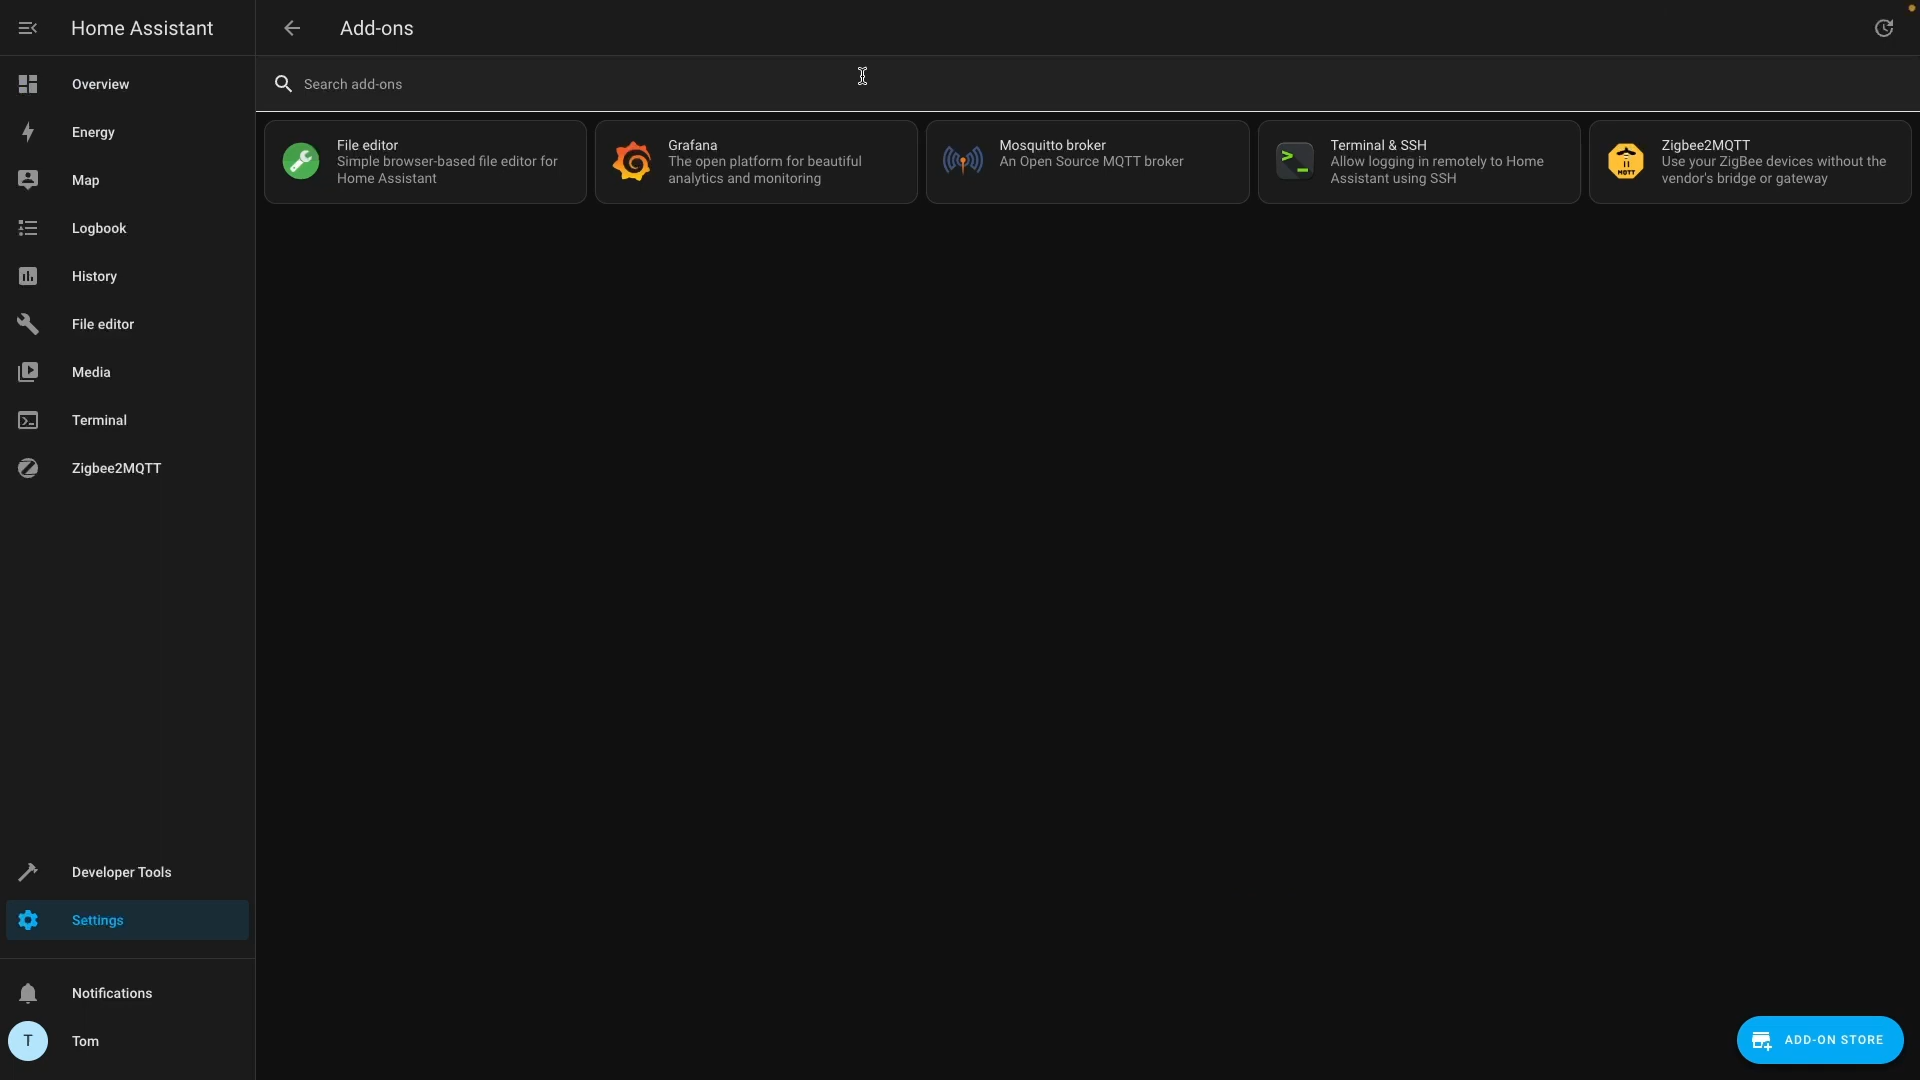 Home Assistant
Overview
Energy
Map
Logbook
History
File editor
Media
Terminal
Zigbee2MQTT
Developer Tools
Settings
Notifications
T
Tom
Add-ons
Search add-ons
File editor
Simple browser-based file editor for
Home Assistant
Grafana
The open platform for beautiful
analytics and monitoring
Mosquitto broker
An Open Source MQTT broker
Terminal & SSH
Allow logging in remotely to Home
Assistant using SSH
MQTT
Zigbee2MQTT
Use your ZigBee devices without the
vendor's bridge or gateway
ADD-ON STORE